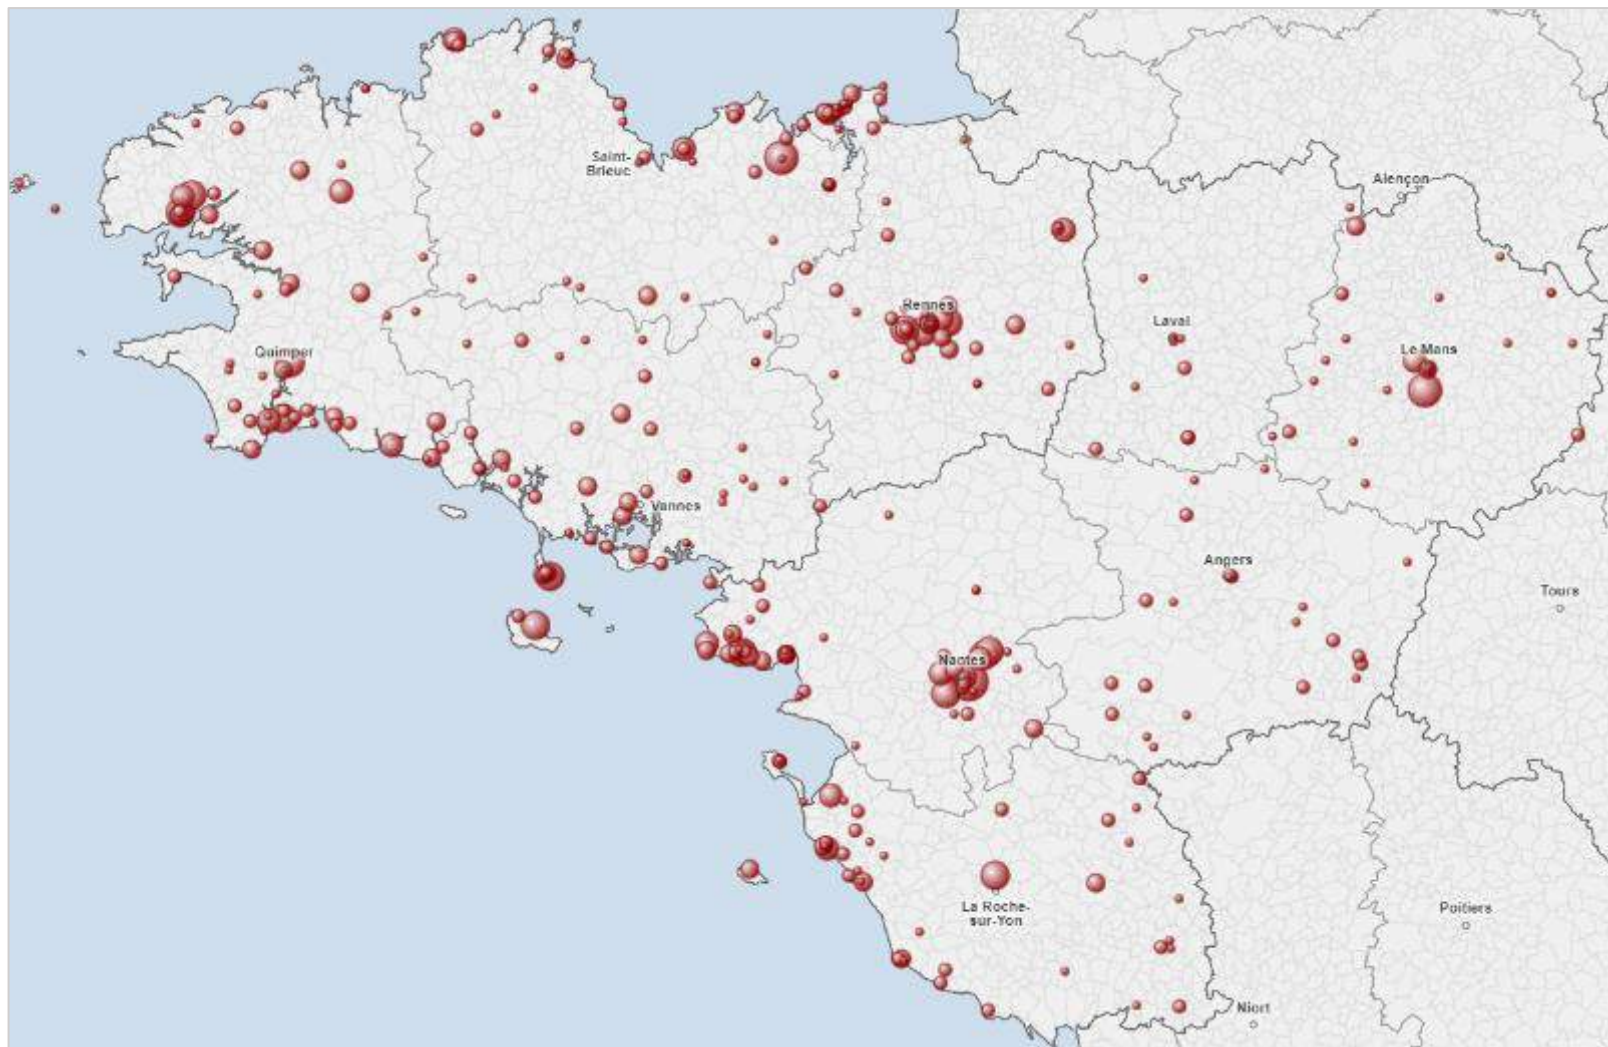 Saint-
Brieuc
Alençon
Rennes
Laval
Quimper
Le Mans
Vannes
Angers
Tours
Nantes
La Roche-
sur-Yon
Poitiers
Niort